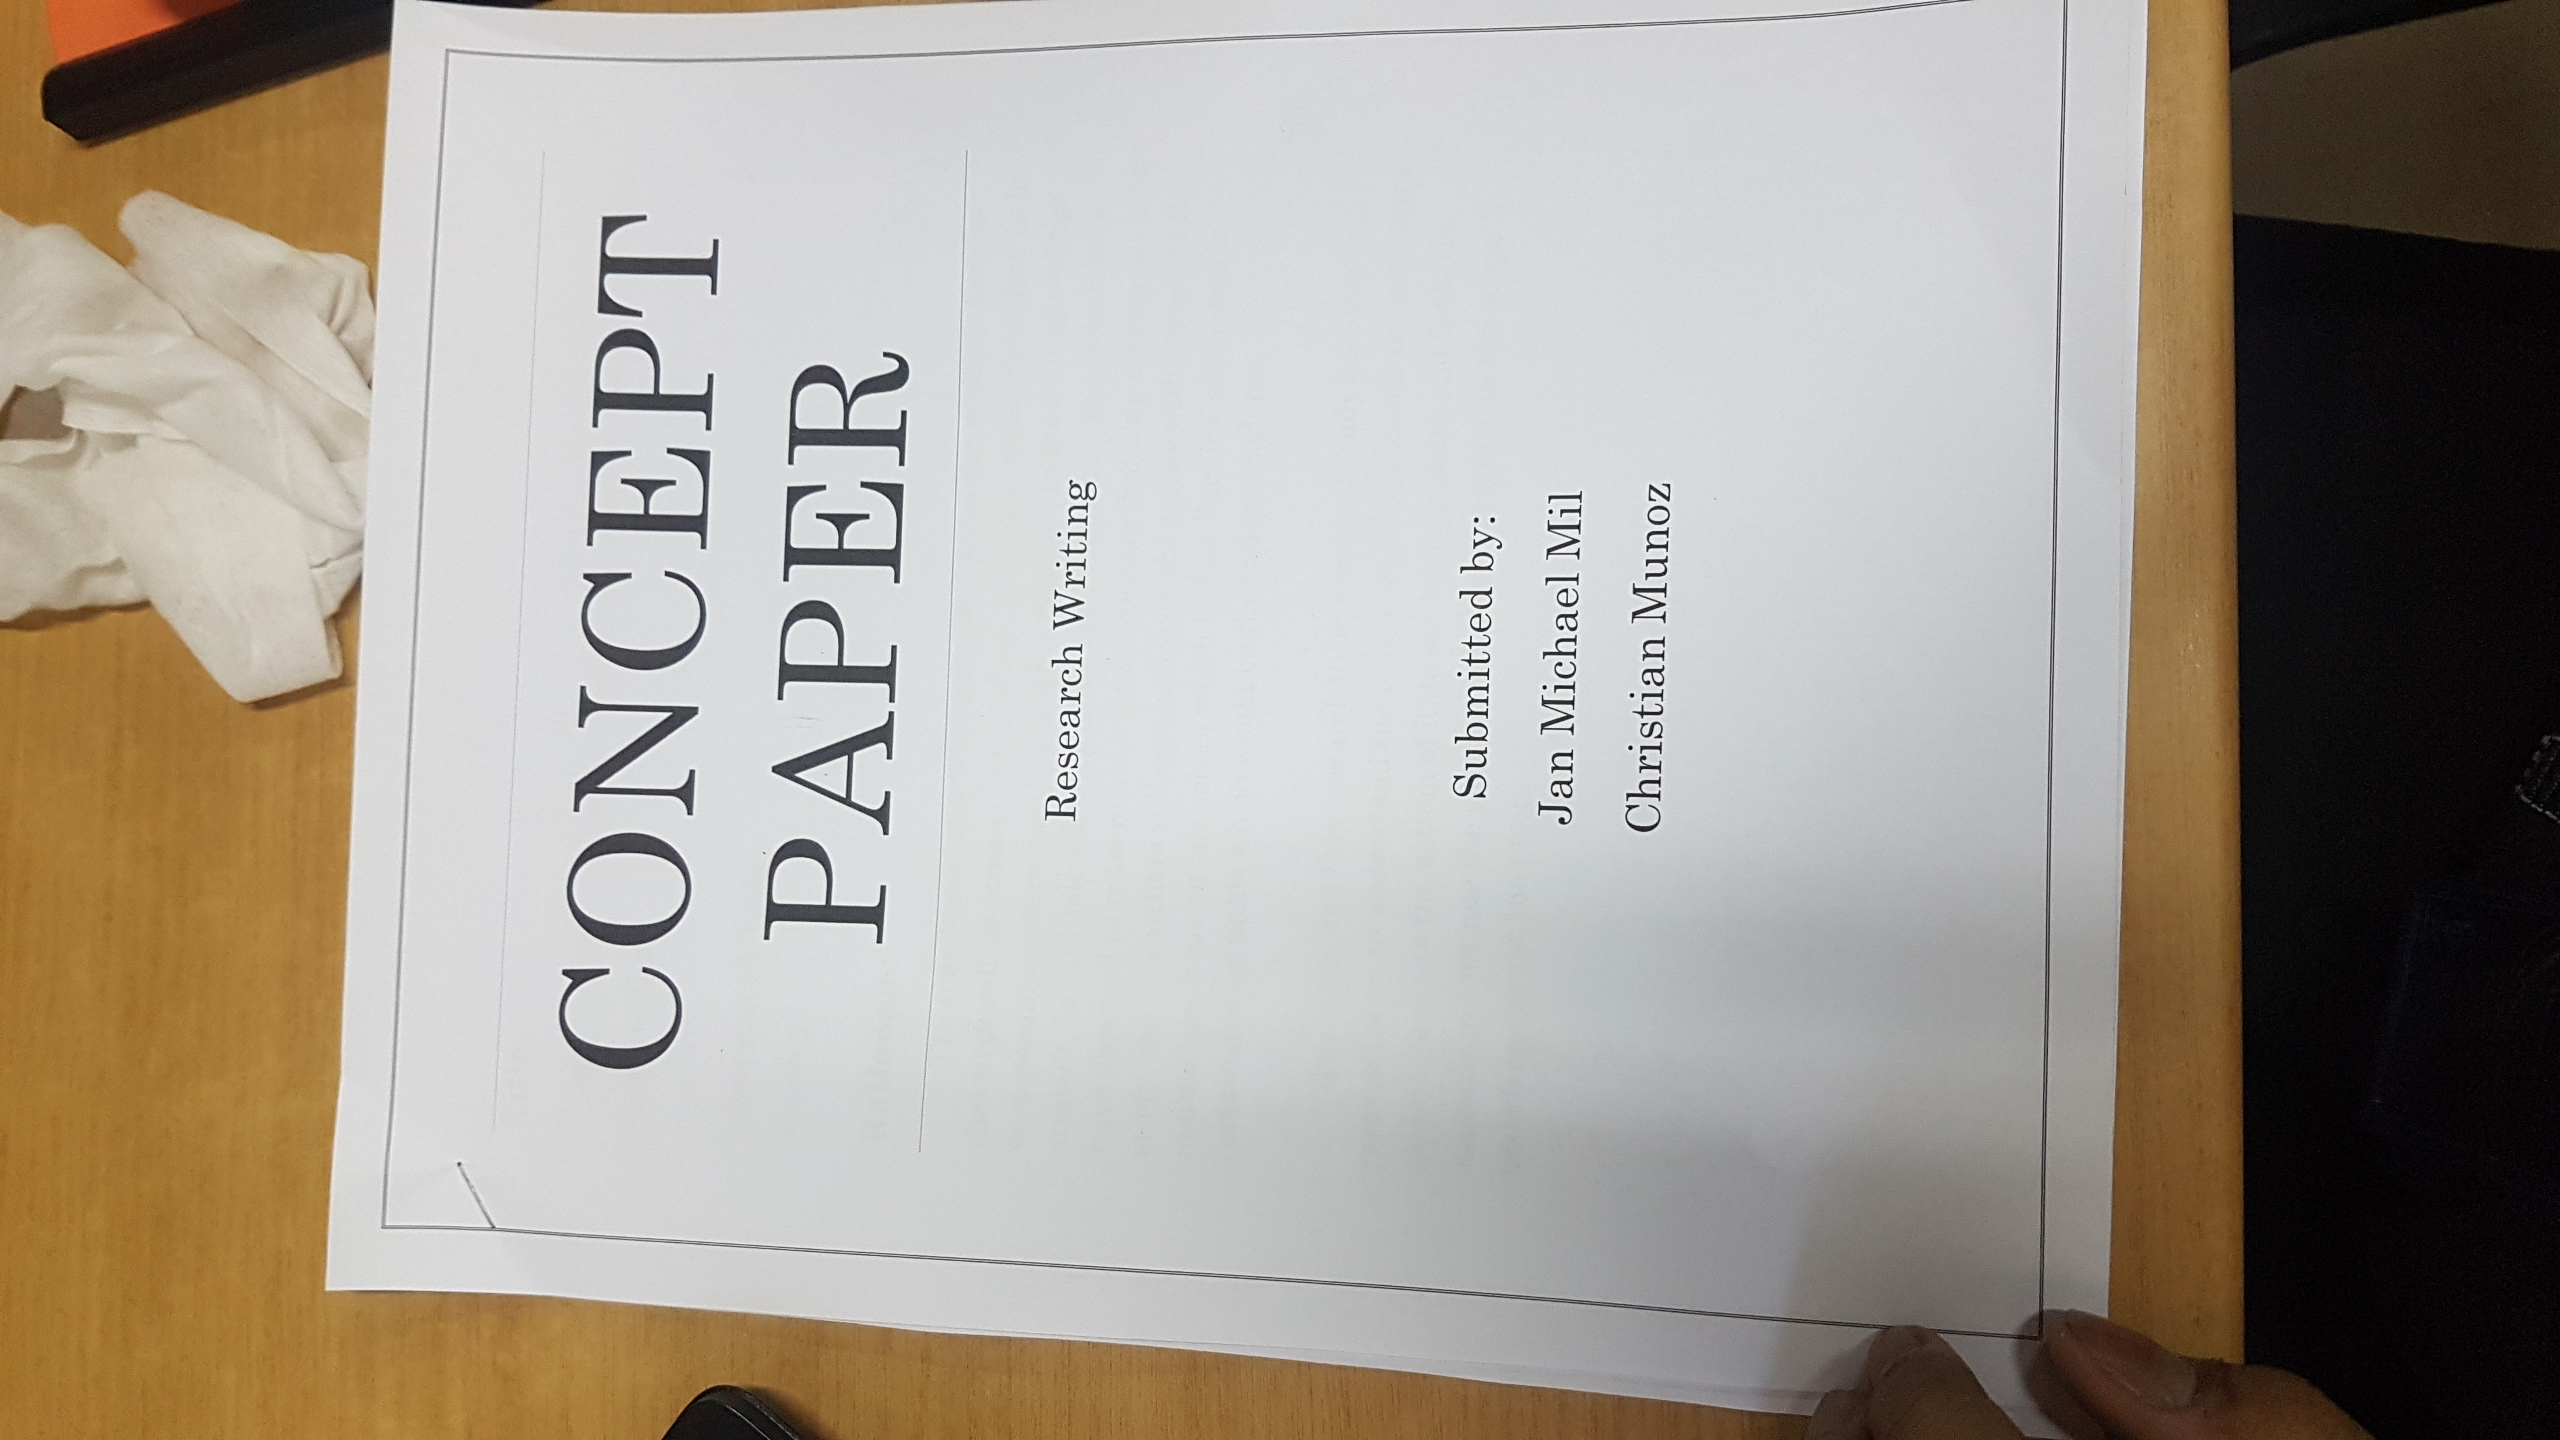 CONCEPT
PAPER
Research Writing
Submitted by:
Jan Michael Mil
Christian Munoz